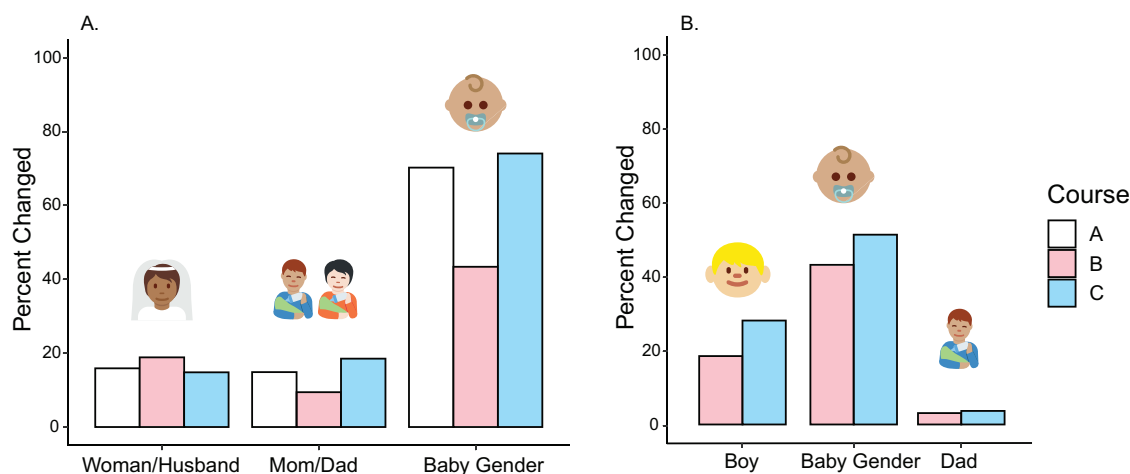 A.
Percent Changed
100
80
60
40
20
0
Woman/Husband
Mom/Dad
Baby Gender
B.
Percent Changed
100
80
60
40
20
0
Boy
Baby Gender
Dad
Course
A
B
C